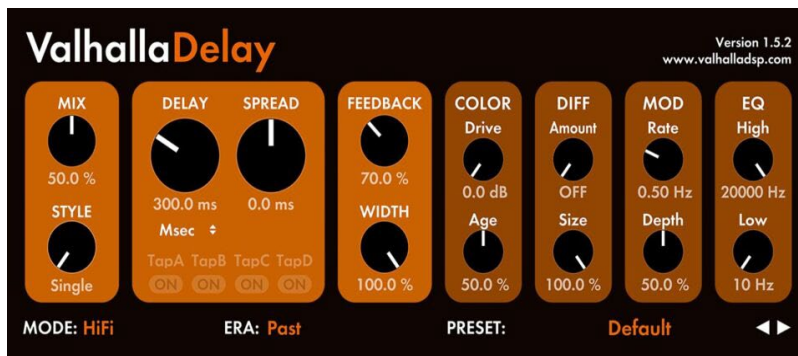 ValhallaDelay
Version 1.5.2
www.valhalladsp.com
MIX
50.0 %
STYLE
Single
DELAY SPREAD
300.0 ms 0.0 ms
Msec
TapA TapB TapC TapD
ON ON ON ON
FEEDBACK
70.0 %
WIDTH
100.0 %
COLOR
Drive
0.0 dB
Age
50.0 %
DIFF
Amount
OFF
Size
100.0 %
MOD
Rate
0.50 Hz
Depth
50.0 %
EQ
High
20000 Hz
Low
10 Hz
MODE: HiFi ERA: Past PRESET: Default